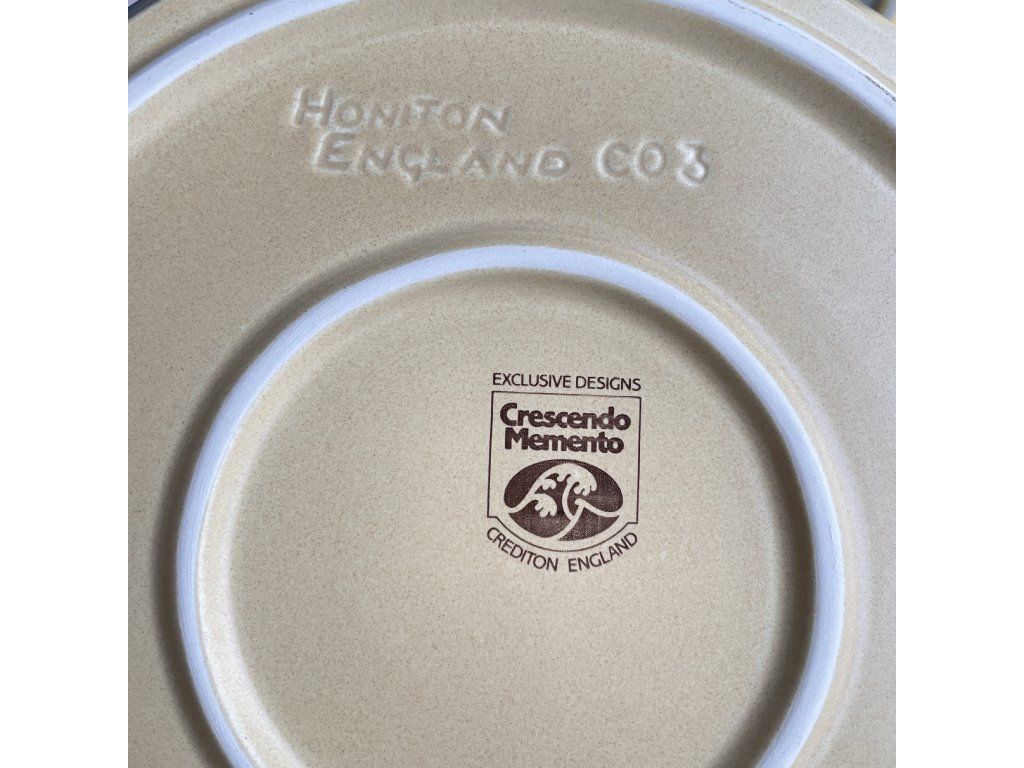 HONITON
ENGLAND CO3
EXCLUSIVE DESIGNS
Crescendo
Memento
CREDITON ENGLAND